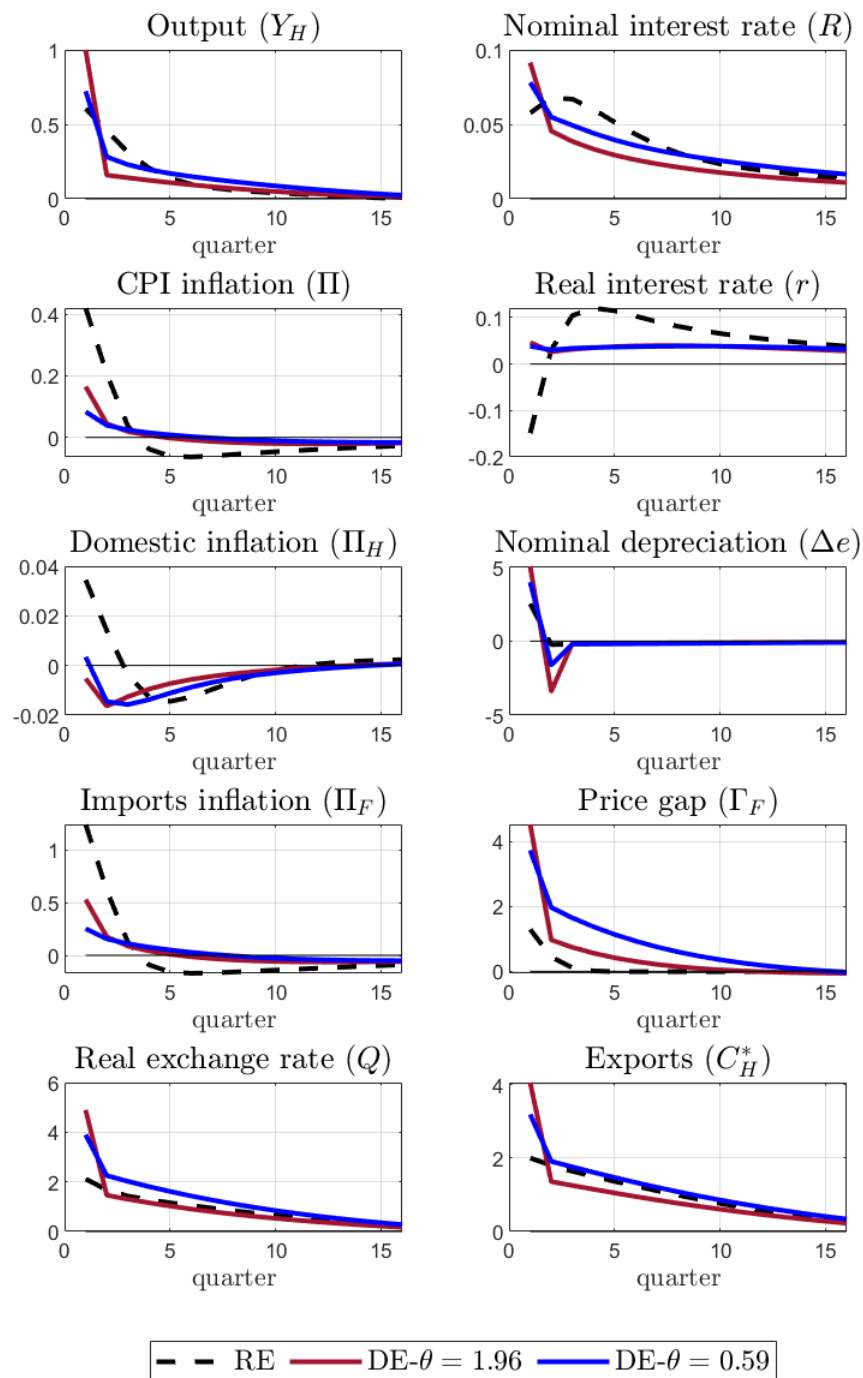 Output (Y_H)
Nominal interest rate (R)
1
0.5
0
0 5 10 15
quarter
0.1
0.05
0
0 5 10 15
quarter
CPI inflation (Π)
Real interest rate (r)
0.4
0.2
0
0 5 10 15
quarter
0.1
0
-0.1
-0.2
0 5 10 15
quarter
Domestic inflation (Π_H)
Nominal depreciation (Δe)
0.04
0.02
0
-0.02
0 5 10 15
quarter
5
0
-5
0 5 10 15
quarter
Imports inflation (Π_F)
Price gap (Γ_F)
1
0.5
0
0 5 10 15
quarter
4
2
0
0 5 10 15
quarter
Real exchange rate (Q)
Exports (C*_H)
6
4
2
0
0 5 10 15
quarter
4
2
0
0 5 10 15
quarter
RE DE-θ = 1.96 DE-θ = 0.59